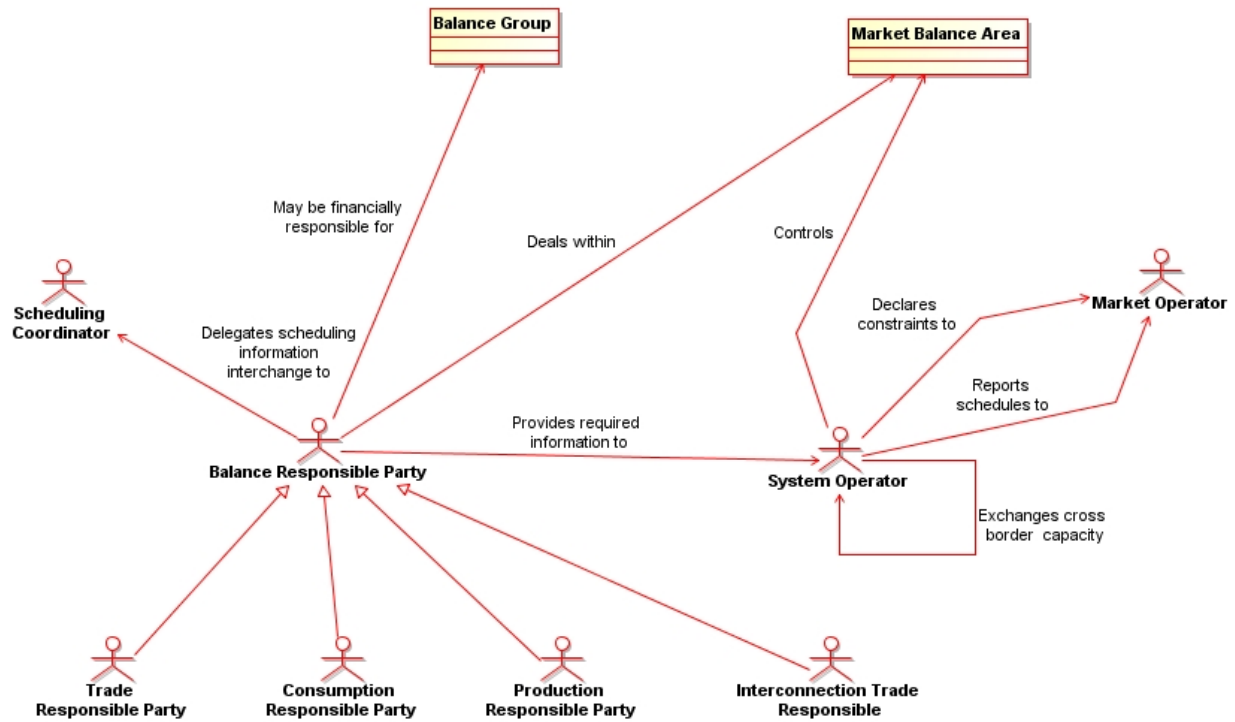 Balance Group
Market Balance Area
May be financially
responsible for
Deals within
Controls
Scheduling
Coordinator
Delegates scheduling
information
interchange to
Declares
constraints to
Market Operator
Reports
schedules to
Provides required
information to
Balance Responsible Party
System Operator
Exchanges cross
border capacity
Trade
Responsible Party
Consumption
Responsible Party
Production
Responsible Party
Interconnection Trade
Responsible